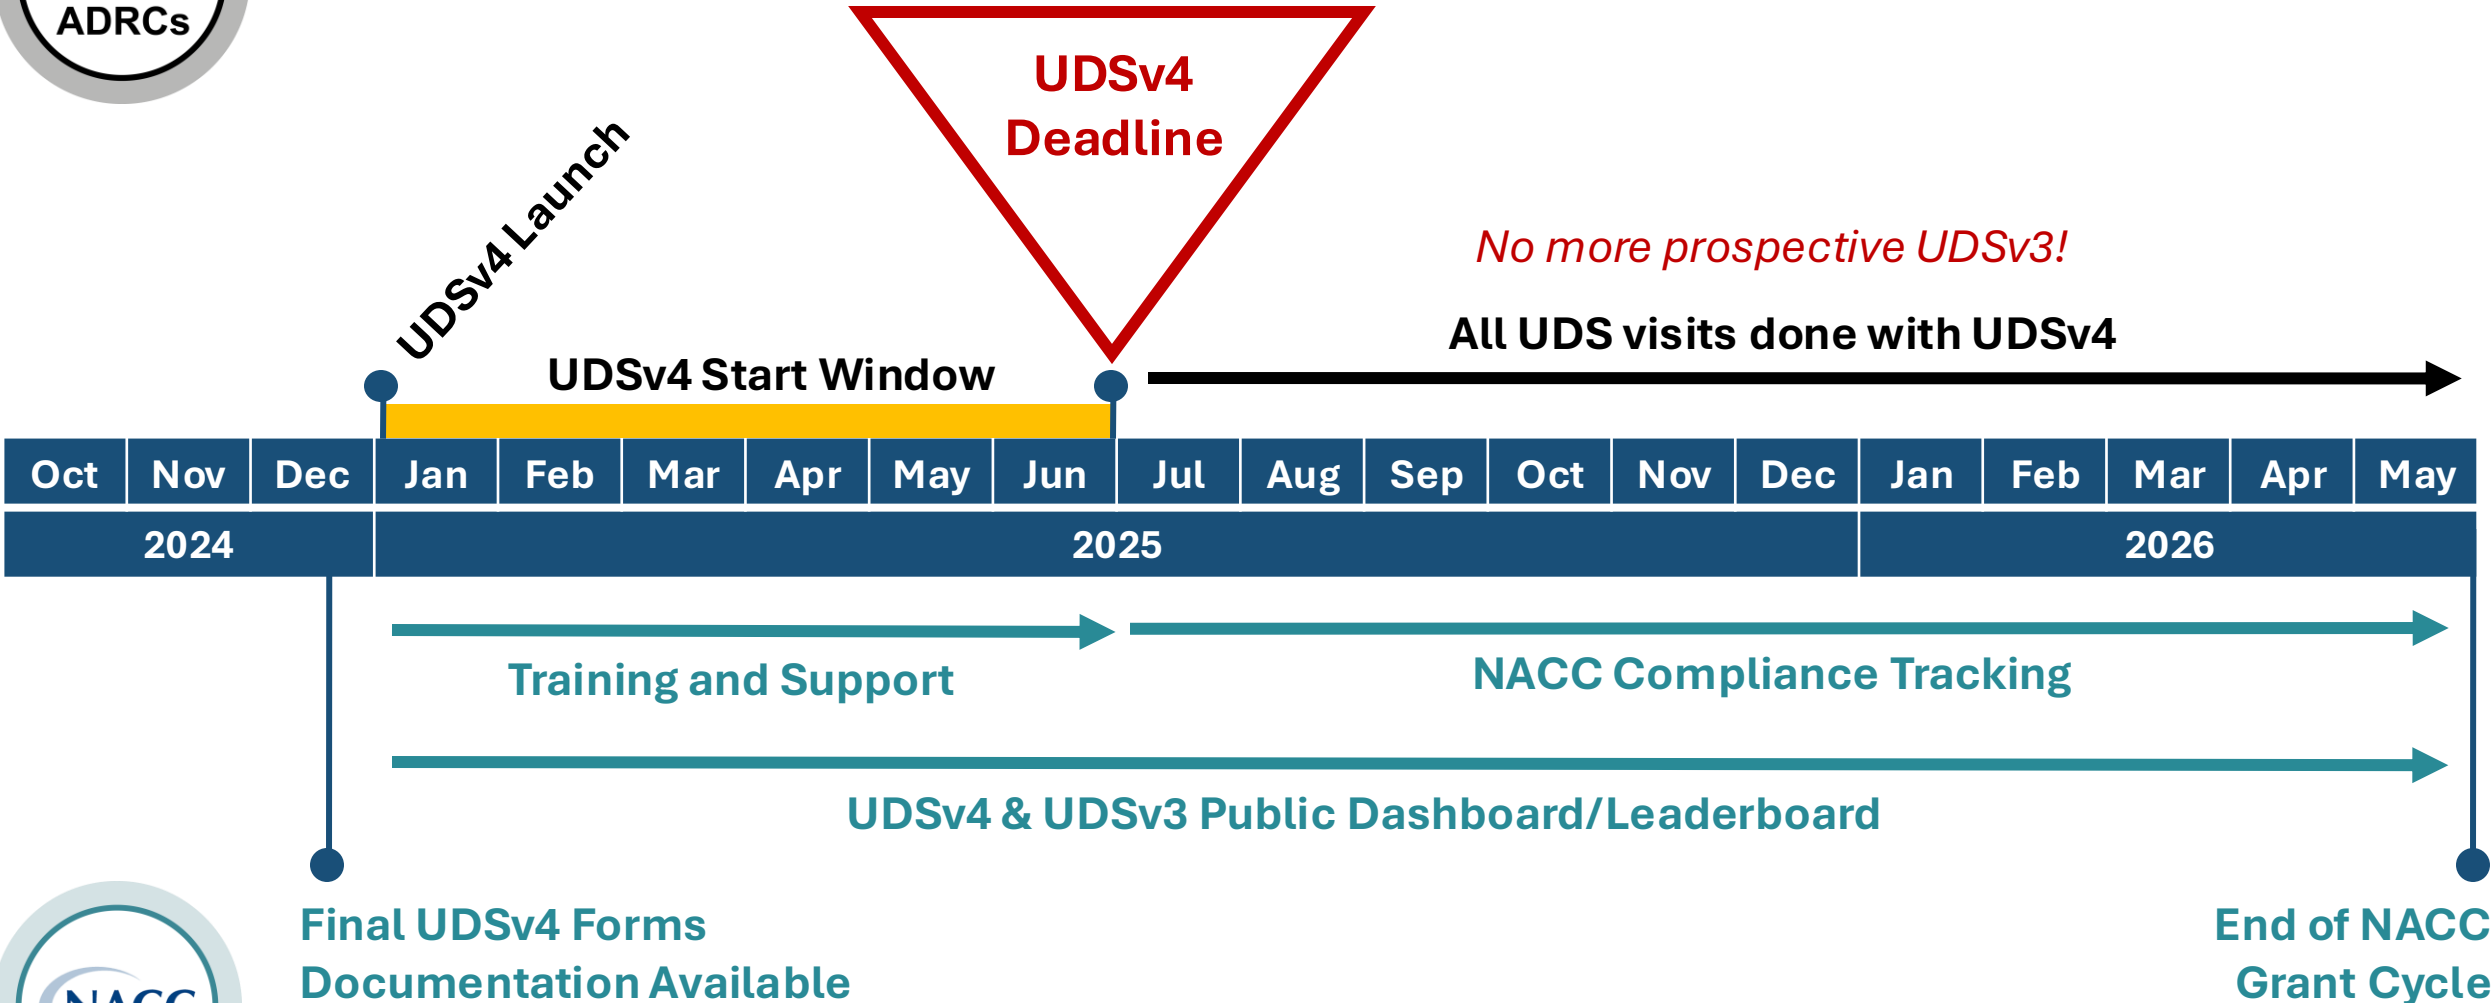 ADRCs
UDSv4
Deadline
UDSv4 Launch
No more prospective UDSv3!
All UDS visits done with UDSv4
UDSv4 Start Window
Oct Nov Dec Jan Feb Mar Apr May Jun Jul Aug Sep Oct Nov Dec Jan Feb Mar Apr May
2024 2025 2026
Training and Support
NACC Compliance Tracking
UDSv4 & UDSv3 Public Dashboard/Leaderboard
Final UDSv4 Forms
Documentation Available
End of NACC
Grant Cycle
NACC